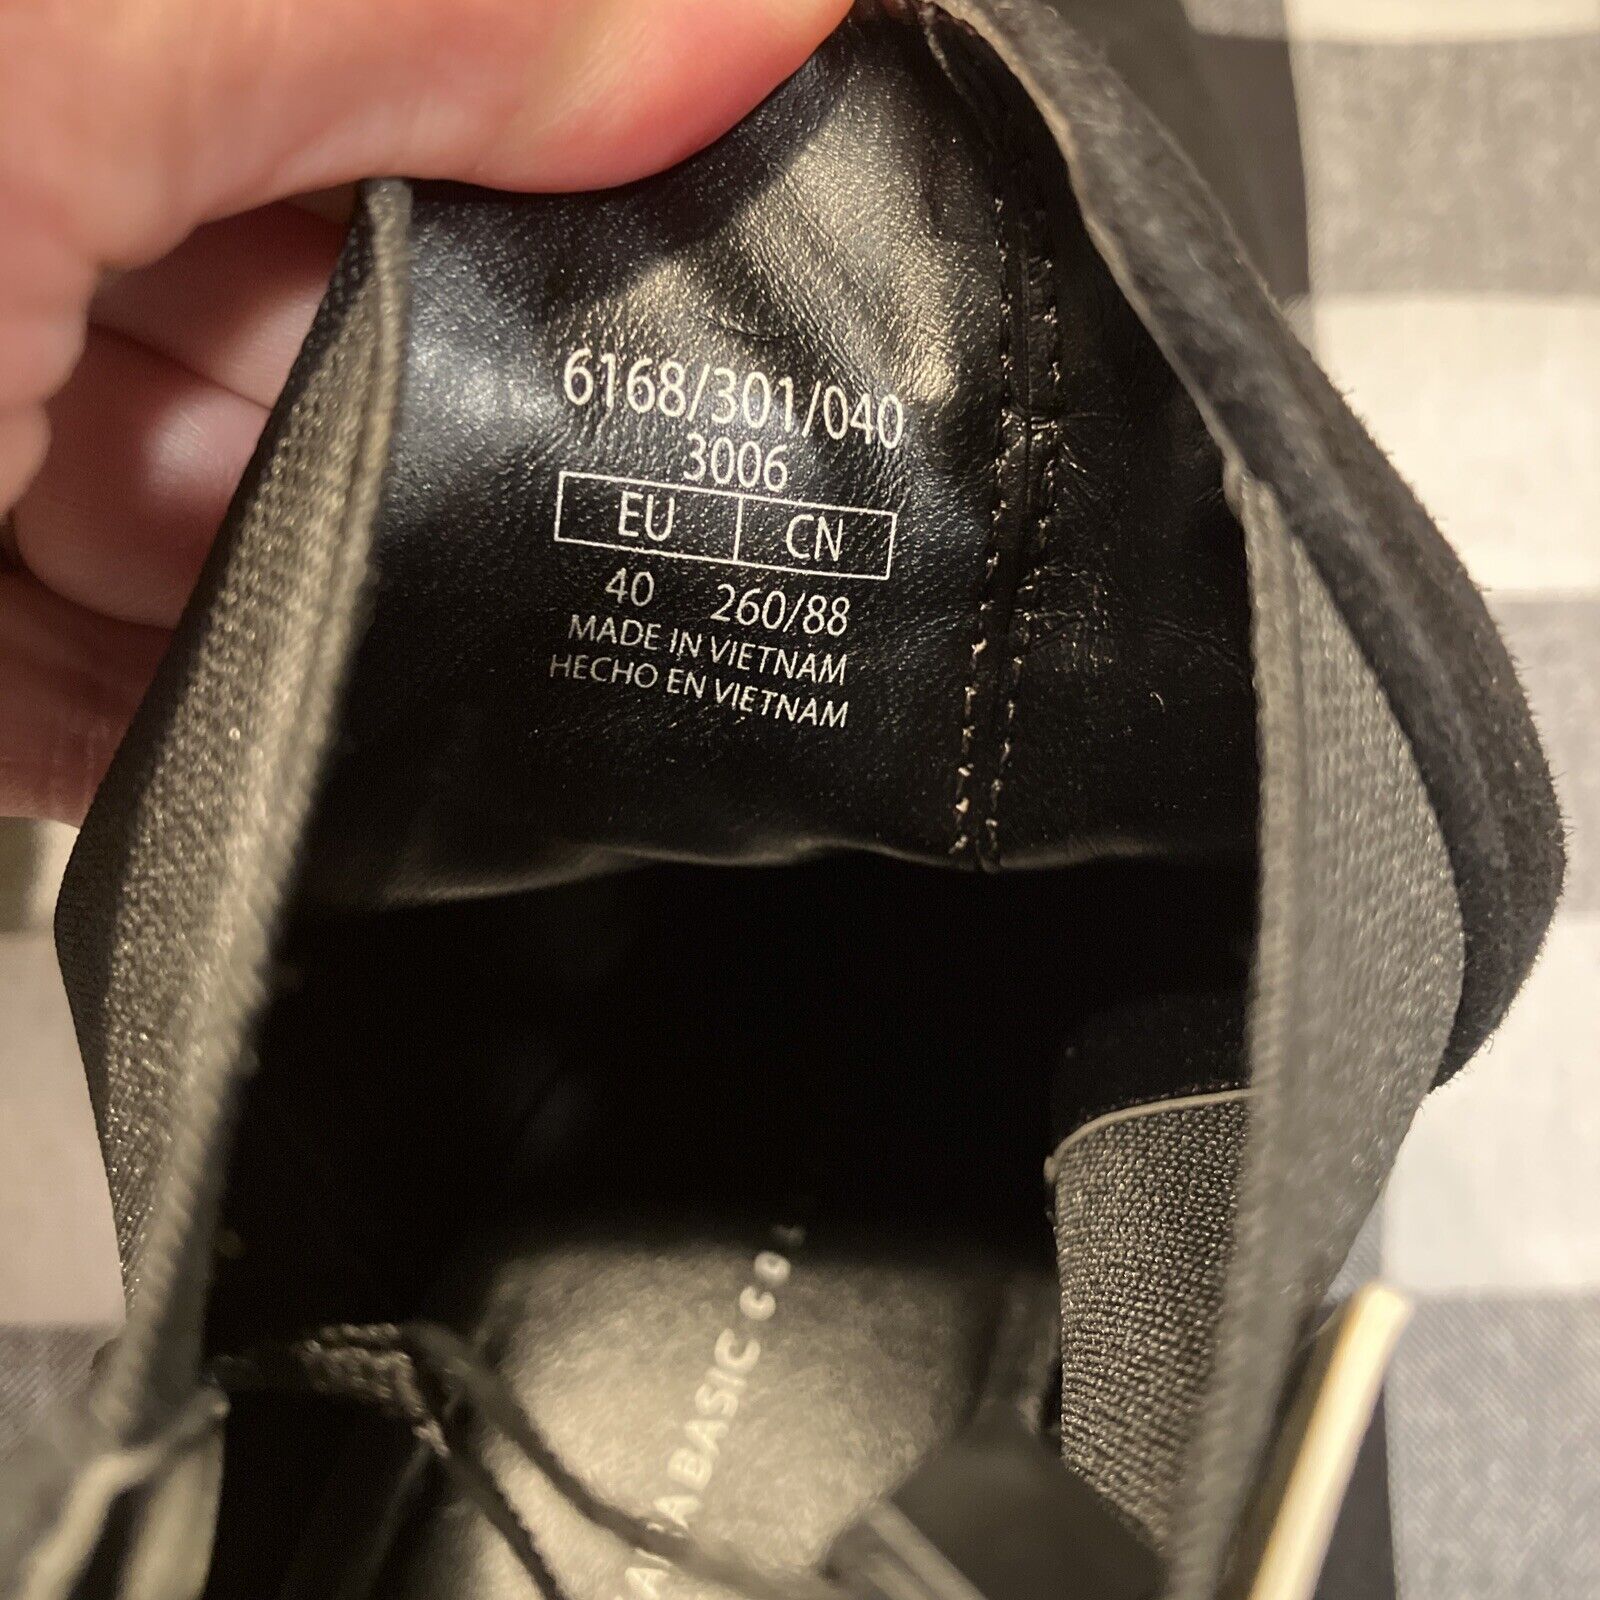 6168/301/040
3006
EU CN
40 260/88
MADE IN VIETNAM
HECHO EN VIETNAM